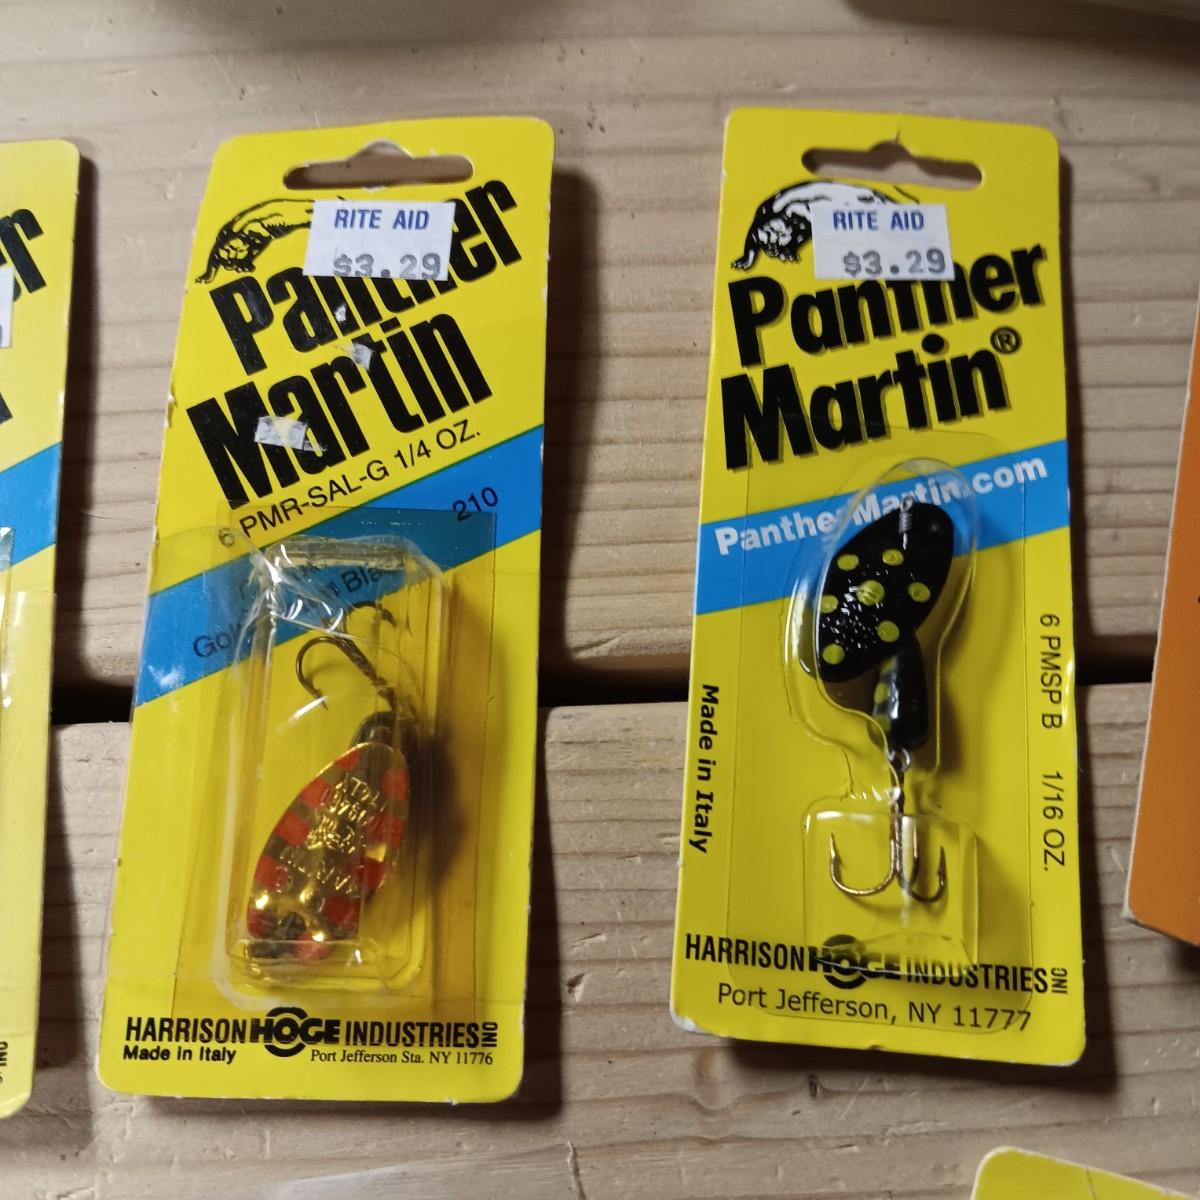 RITE AID
$3.29
Panther
Martin
6 PMR-SAL-G 1/4 OZ.
210
HARRISON HOGE INDUSTRIES INC
Made in Italy
Port Jefferson Sta. NY 11776
RITE AID
$3.29
Panther
Martin®
PantherMartin.com
6 PMSP B 1/16 OZ.
Made in Italy
HARRISON HOGE INDUSTRIES INC
Port Jefferson, NY 11777